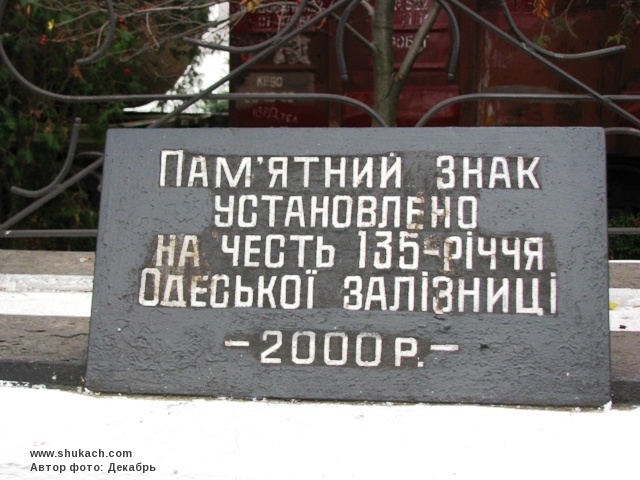 ПАМ'ЯТНИЙ ЗНАК
УСТАНОВЛЕНО
НА ЧЕСТЬ 135-річчя
ОДЕСЬКОЇ ЗАЛІЗНИЦІ
-2000Р.-
www.shukach.com
Автор фото: Декабрь